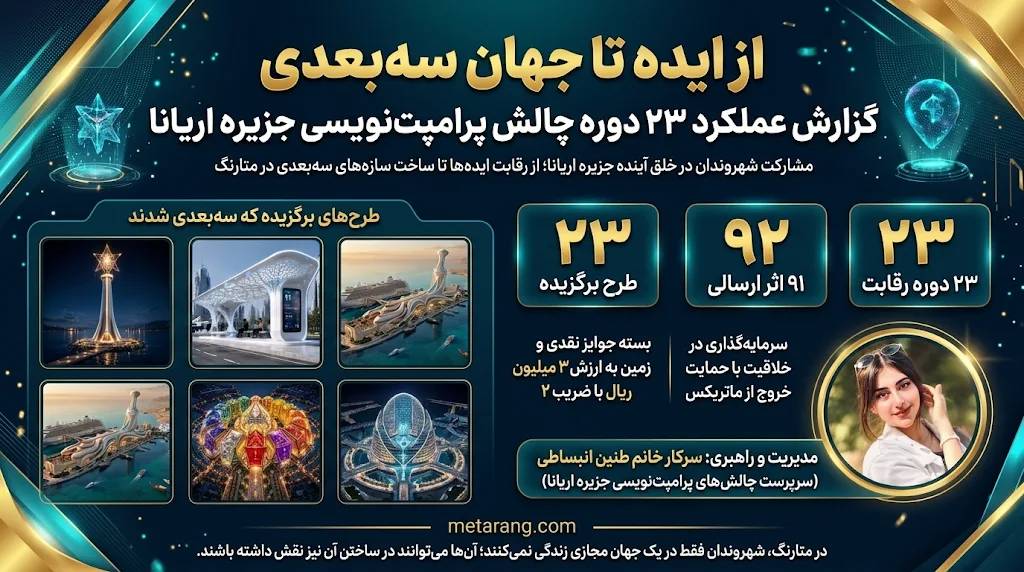 از ایده تا جهان سه‌بعدی
گزارش عملکرد ۲۳ دوره چالش پرامپت‌نویسی جزیره اریانا
مشارکت شهروندان در خلق آینده جزیره اریانا؛ از رقابت ایده‌ها تا ساخت سازه‌های سه‌بعدی در متارنگ
۲۳
۲۳ دوره رقابت
۹۲
۹۱ اثر ارسالی
۲۳
طرح برگزیده
طرح‌های برگزیده که سه‌بعدی شدند
سرمایه‌گذاری در
خلاقیت با حمایت
خروج از ماتریکس
بسته جوایز نقدی و
زمین به ارزش ۳ میلیون
ریال با ضریب ۲
مدیریت و راهبری: سرکار خانم طنین انبساطی
(سرپرست چالش‌های پرامپت‌نویسی جزیره اریانا)
metarang.com
در متارنگ، شهروندان فقط در یک جهان مجازی زندگی نمی‌کنند؛ آن‌ها می‌توانند در ساختن آن نیز نقش داشته باشند.